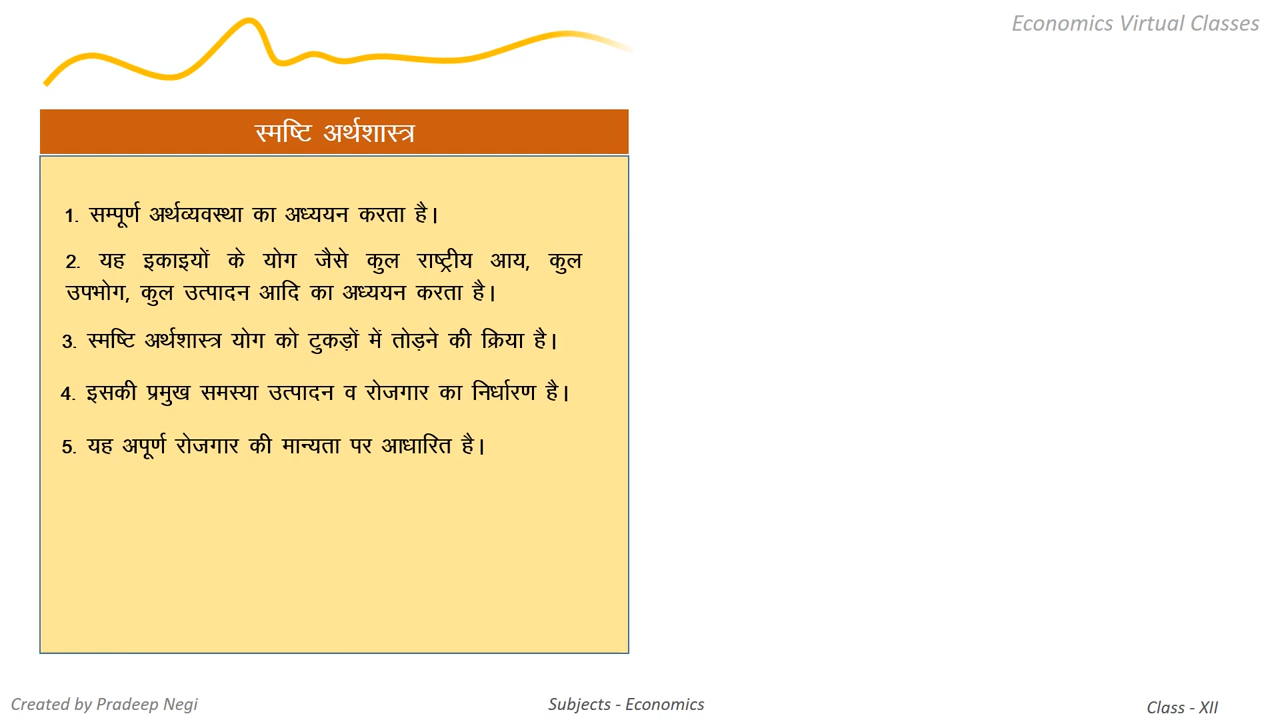 Economics Virtual Classes
स्मष्टि अर्थशास्त्र
1. सम्पूर्ण अर्थव्यवस्था का अध्ययन करता है।
2. यह इकाइयों के योग जैसे कुल राष्ट्रीय आय, कुल
उपभोग, कुल उत्पादन आदि का अध्ययन करता है।
3. स्मष्टि अर्थशास्त्र योग को टुकड़ों में तोड़ने की क्रिया है।
4. इसकी प्रमुख समस्या उत्पादन व रोजगार का निर्धारण है।
5. यह अपूर्ण रोजगार की मान्यता पर आधारित है।
Created by Pradeep Negi
Subjects - Economics
Class - XII